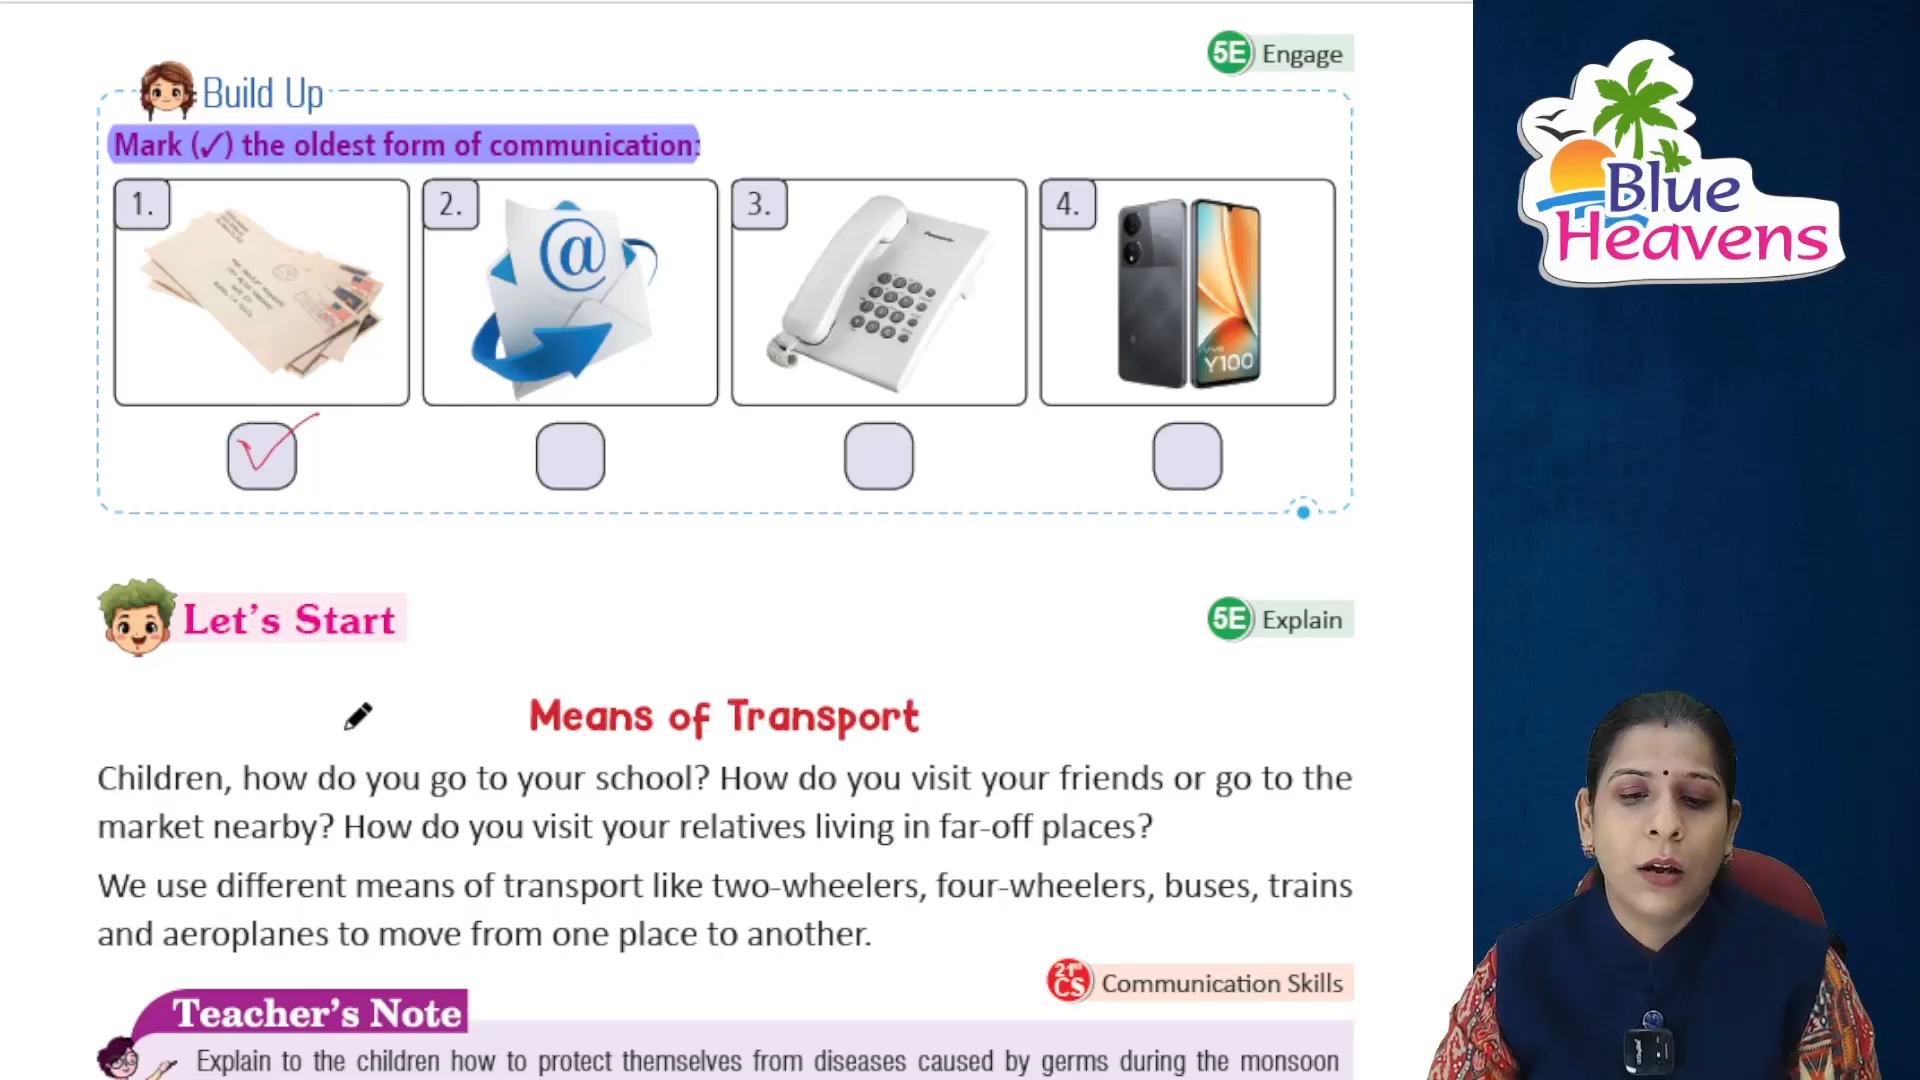 5E Engage
Build Up
Mark (✓) the oldest form of communication:
1.
2.
3.
4.
@
Panasonic
vivo
Y100
Blue
Heavens
Let's Start
5E Explain
Means of Transport
Children, how do you go to your school? How do you visit your friends or go to the
market nearby? How do you visit your relatives living in far-off places?
We use different means of transport like two-wheelers, four-wheelers, buses, trains
and aeroplanes to move from one place to another.
21st CS Communication Skills
Teacher's Note
Explain to the children how to protect themselves from diseases caused by germs during the monsoon